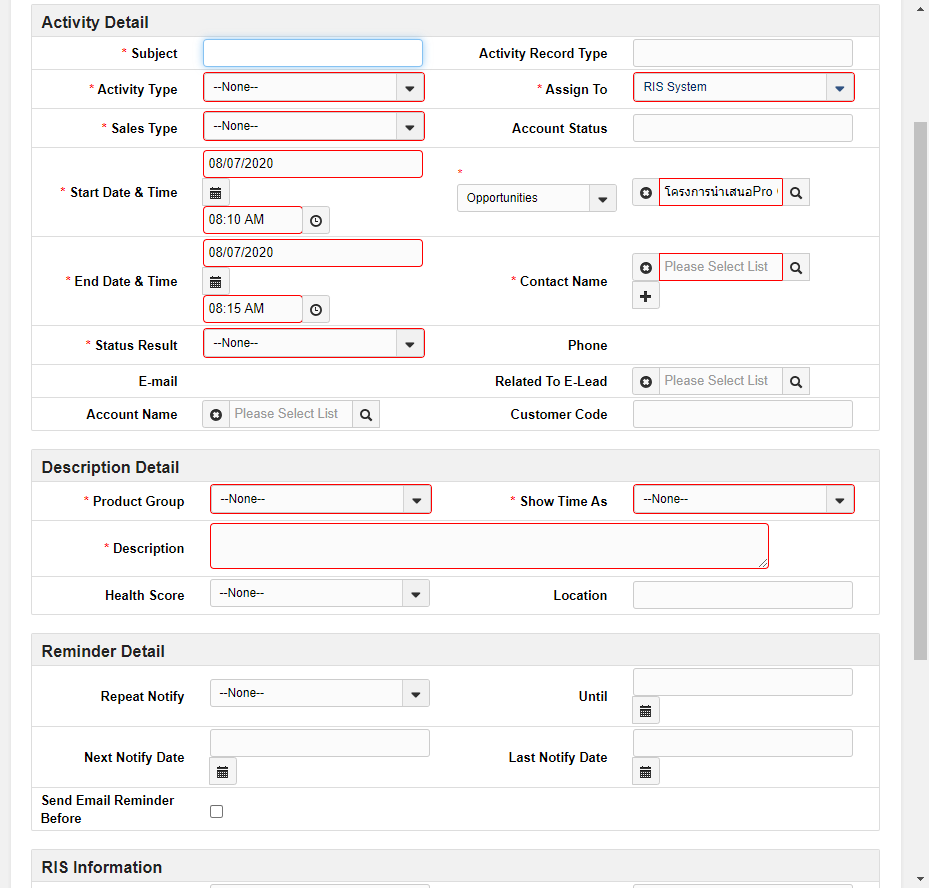 Activity Detail
* Subject
Activity Record Type
* Activity Type --None--
* Assign To RIS System
* Sales Type --None--
Account Status
* Start Date & Time 08/07/2020
08:10 AM
*
Opportunities โครงการนำเสนอPro
* End Date & Time 08/07/2020
08:15 AM
* Contact Name Please Select List
* Status Result --None--
Phone
E-mail
Related To E-Lead Please Select List
Account Name Please Select List
Customer Code
Description Detail
* Product Group --None--
* Show Time As --None--
* Description
Health Score --None--
Location
Reminder Detail
Repeat Notify --None--
Until
Next Notify Date
Last Notify Date
Send Email Reminder
Before
RIS Information